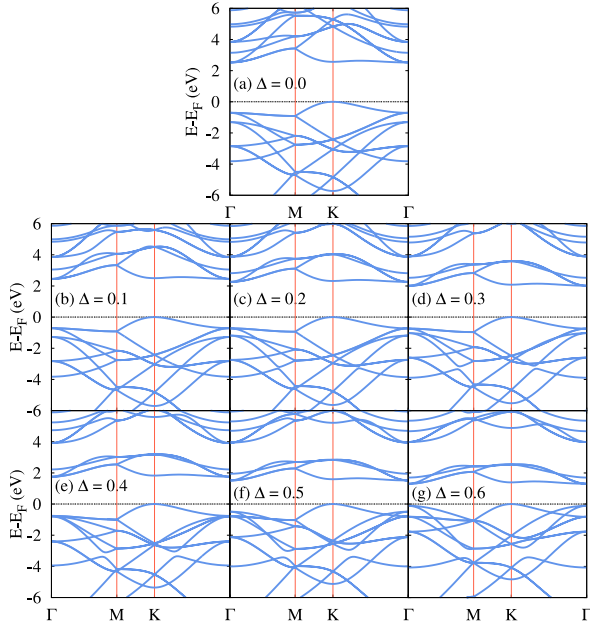 6
4
2
0
-2
-4
-6
E-E_F (eV)
(a) Δ = 0.0
Γ M K Γ
6
4
2
0
-2
-4
-6
E-E_F (eV)
(b) Δ = 0.1
(c) Δ = 0.2
(d) Δ = 0.3
4
2
0
-2
-4
-6
E-E_F (eV)
(e) Δ = 0.4
(f) Δ = 0.5
(g) Δ = 0.6
Γ M K Γ M K Γ M K Γ